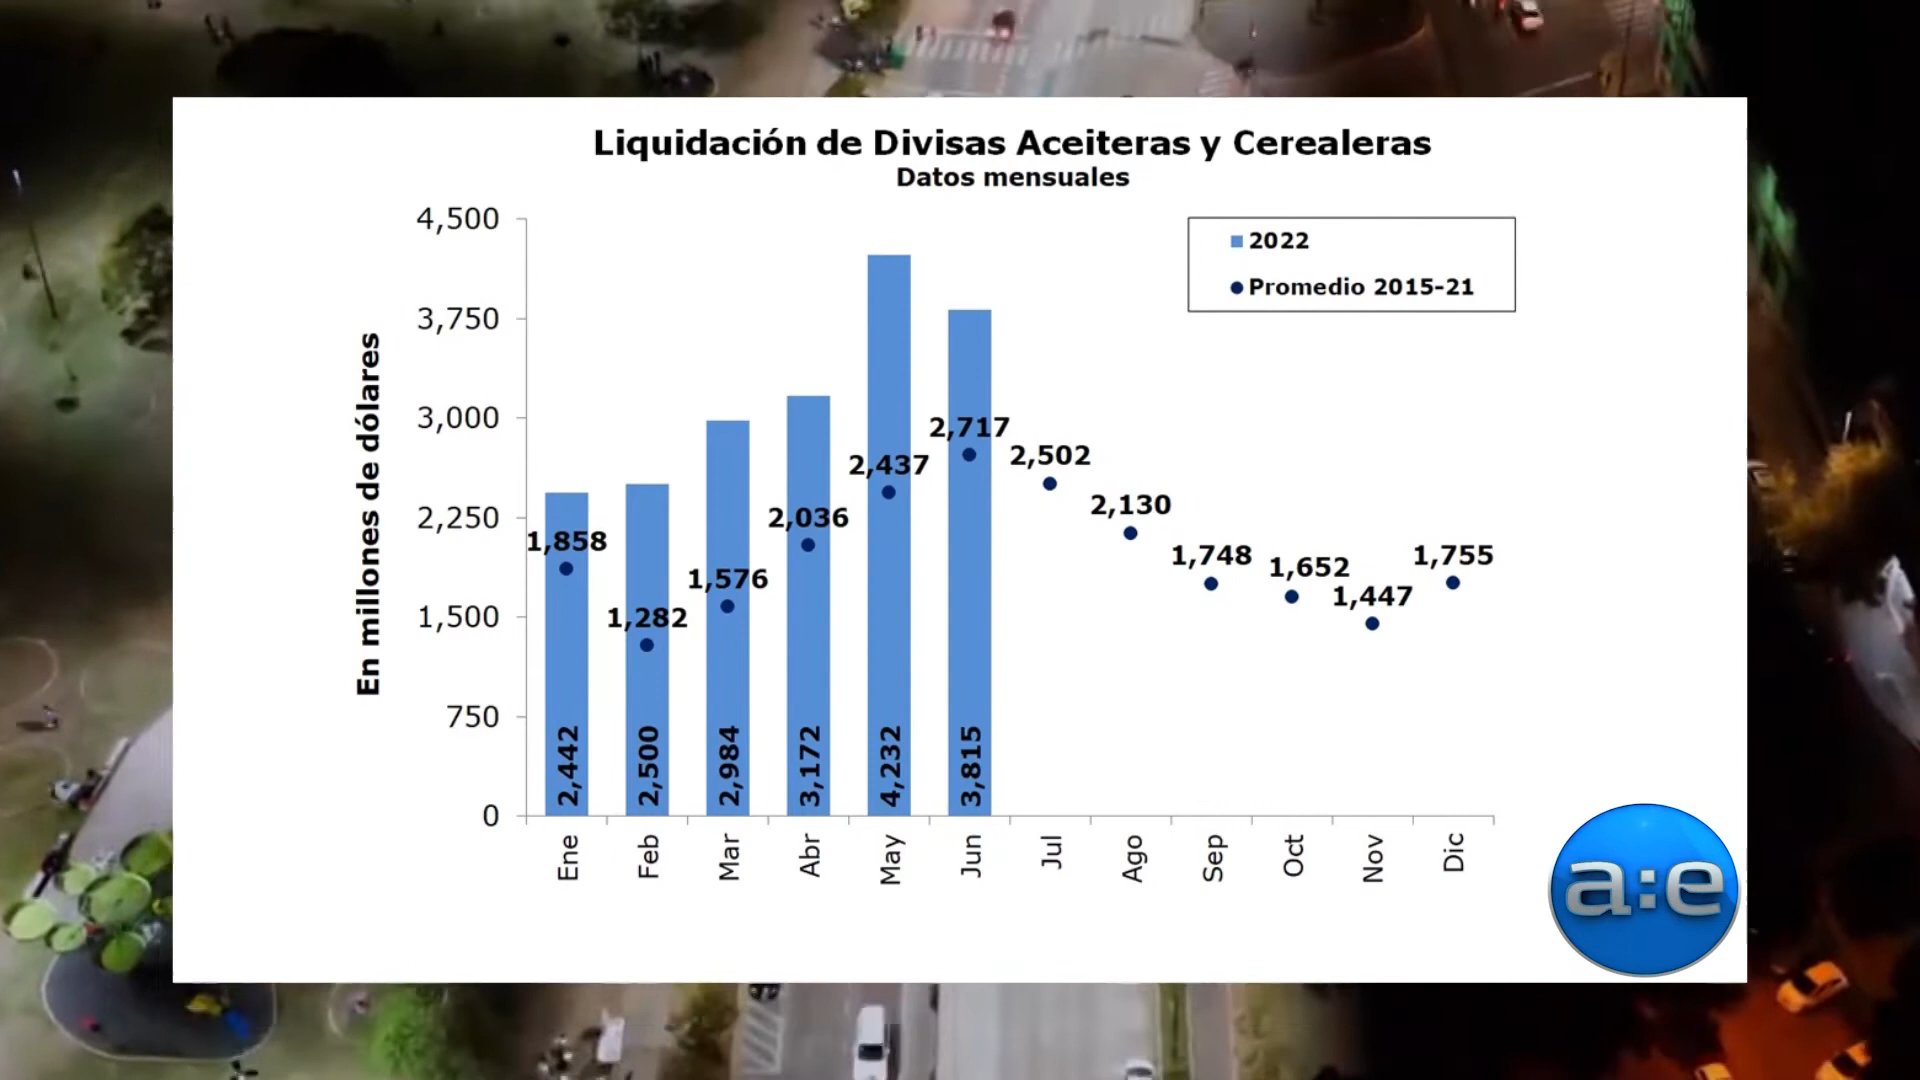 Liquidación de Divisas Aceiteras y Cerealeras
Datos mensuales
En millones de dólares
4,500
3,750
3,000
2,250
1,500
750
0
2022
Promedio 2015-21
1,858
1,282
1,576
2,036
2,437
2,717
2,502
2,130
1,748
1,652
1,447
1,755
2,442
2,500
2,984
3,172
4,232
3,815
Ene
Feb
Mar
Abr
May
Jun
Jul
Ago
Sep
Oct
Nov
Dic
a:e